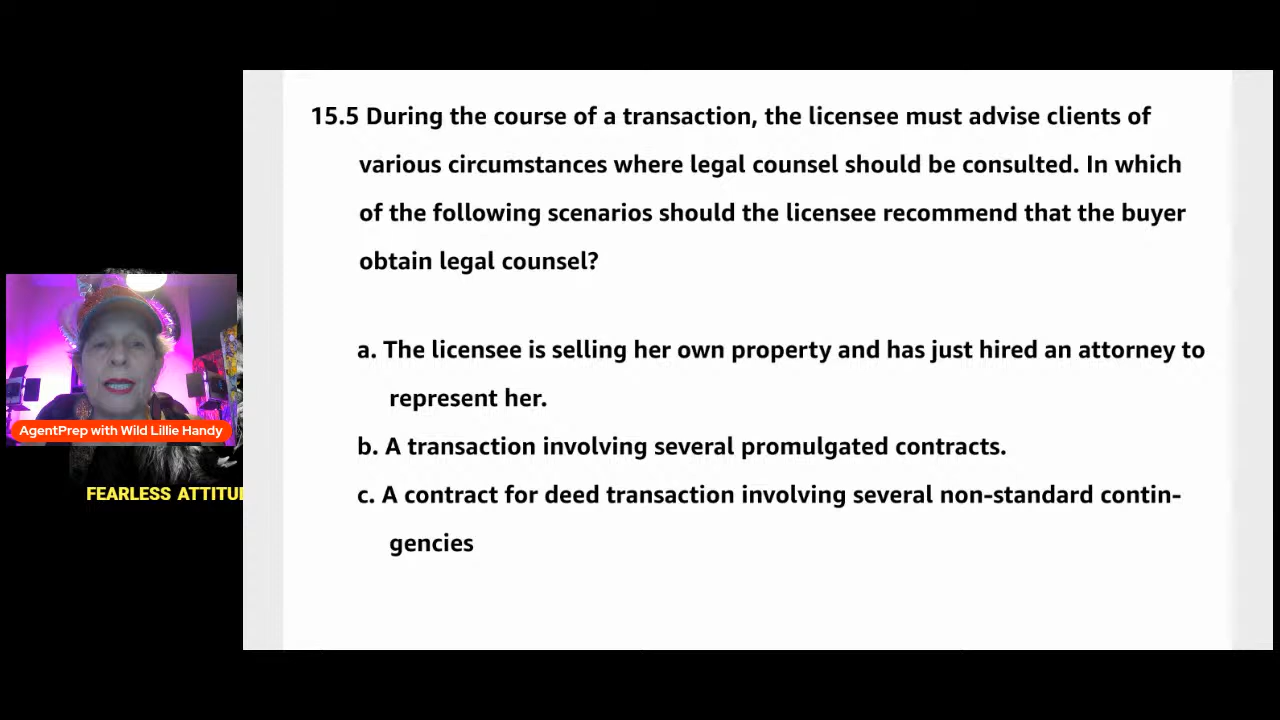 15.5 During the course of a transaction, the licensee must advise clients of
various circumstances where legal counsel should be consulted. In which
of the following scenarios should the licensee recommend that the buyer
obtain legal counsel?
a. The licensee is selling her own property and has just hired an attorney to
represent her.
b. A transaction involving several promulgated contracts.
c. A contract for deed transaction involving several non-standard contin-
gencies
AgentPrep with Wild Lillie Handy
FEARLESS ATTITU